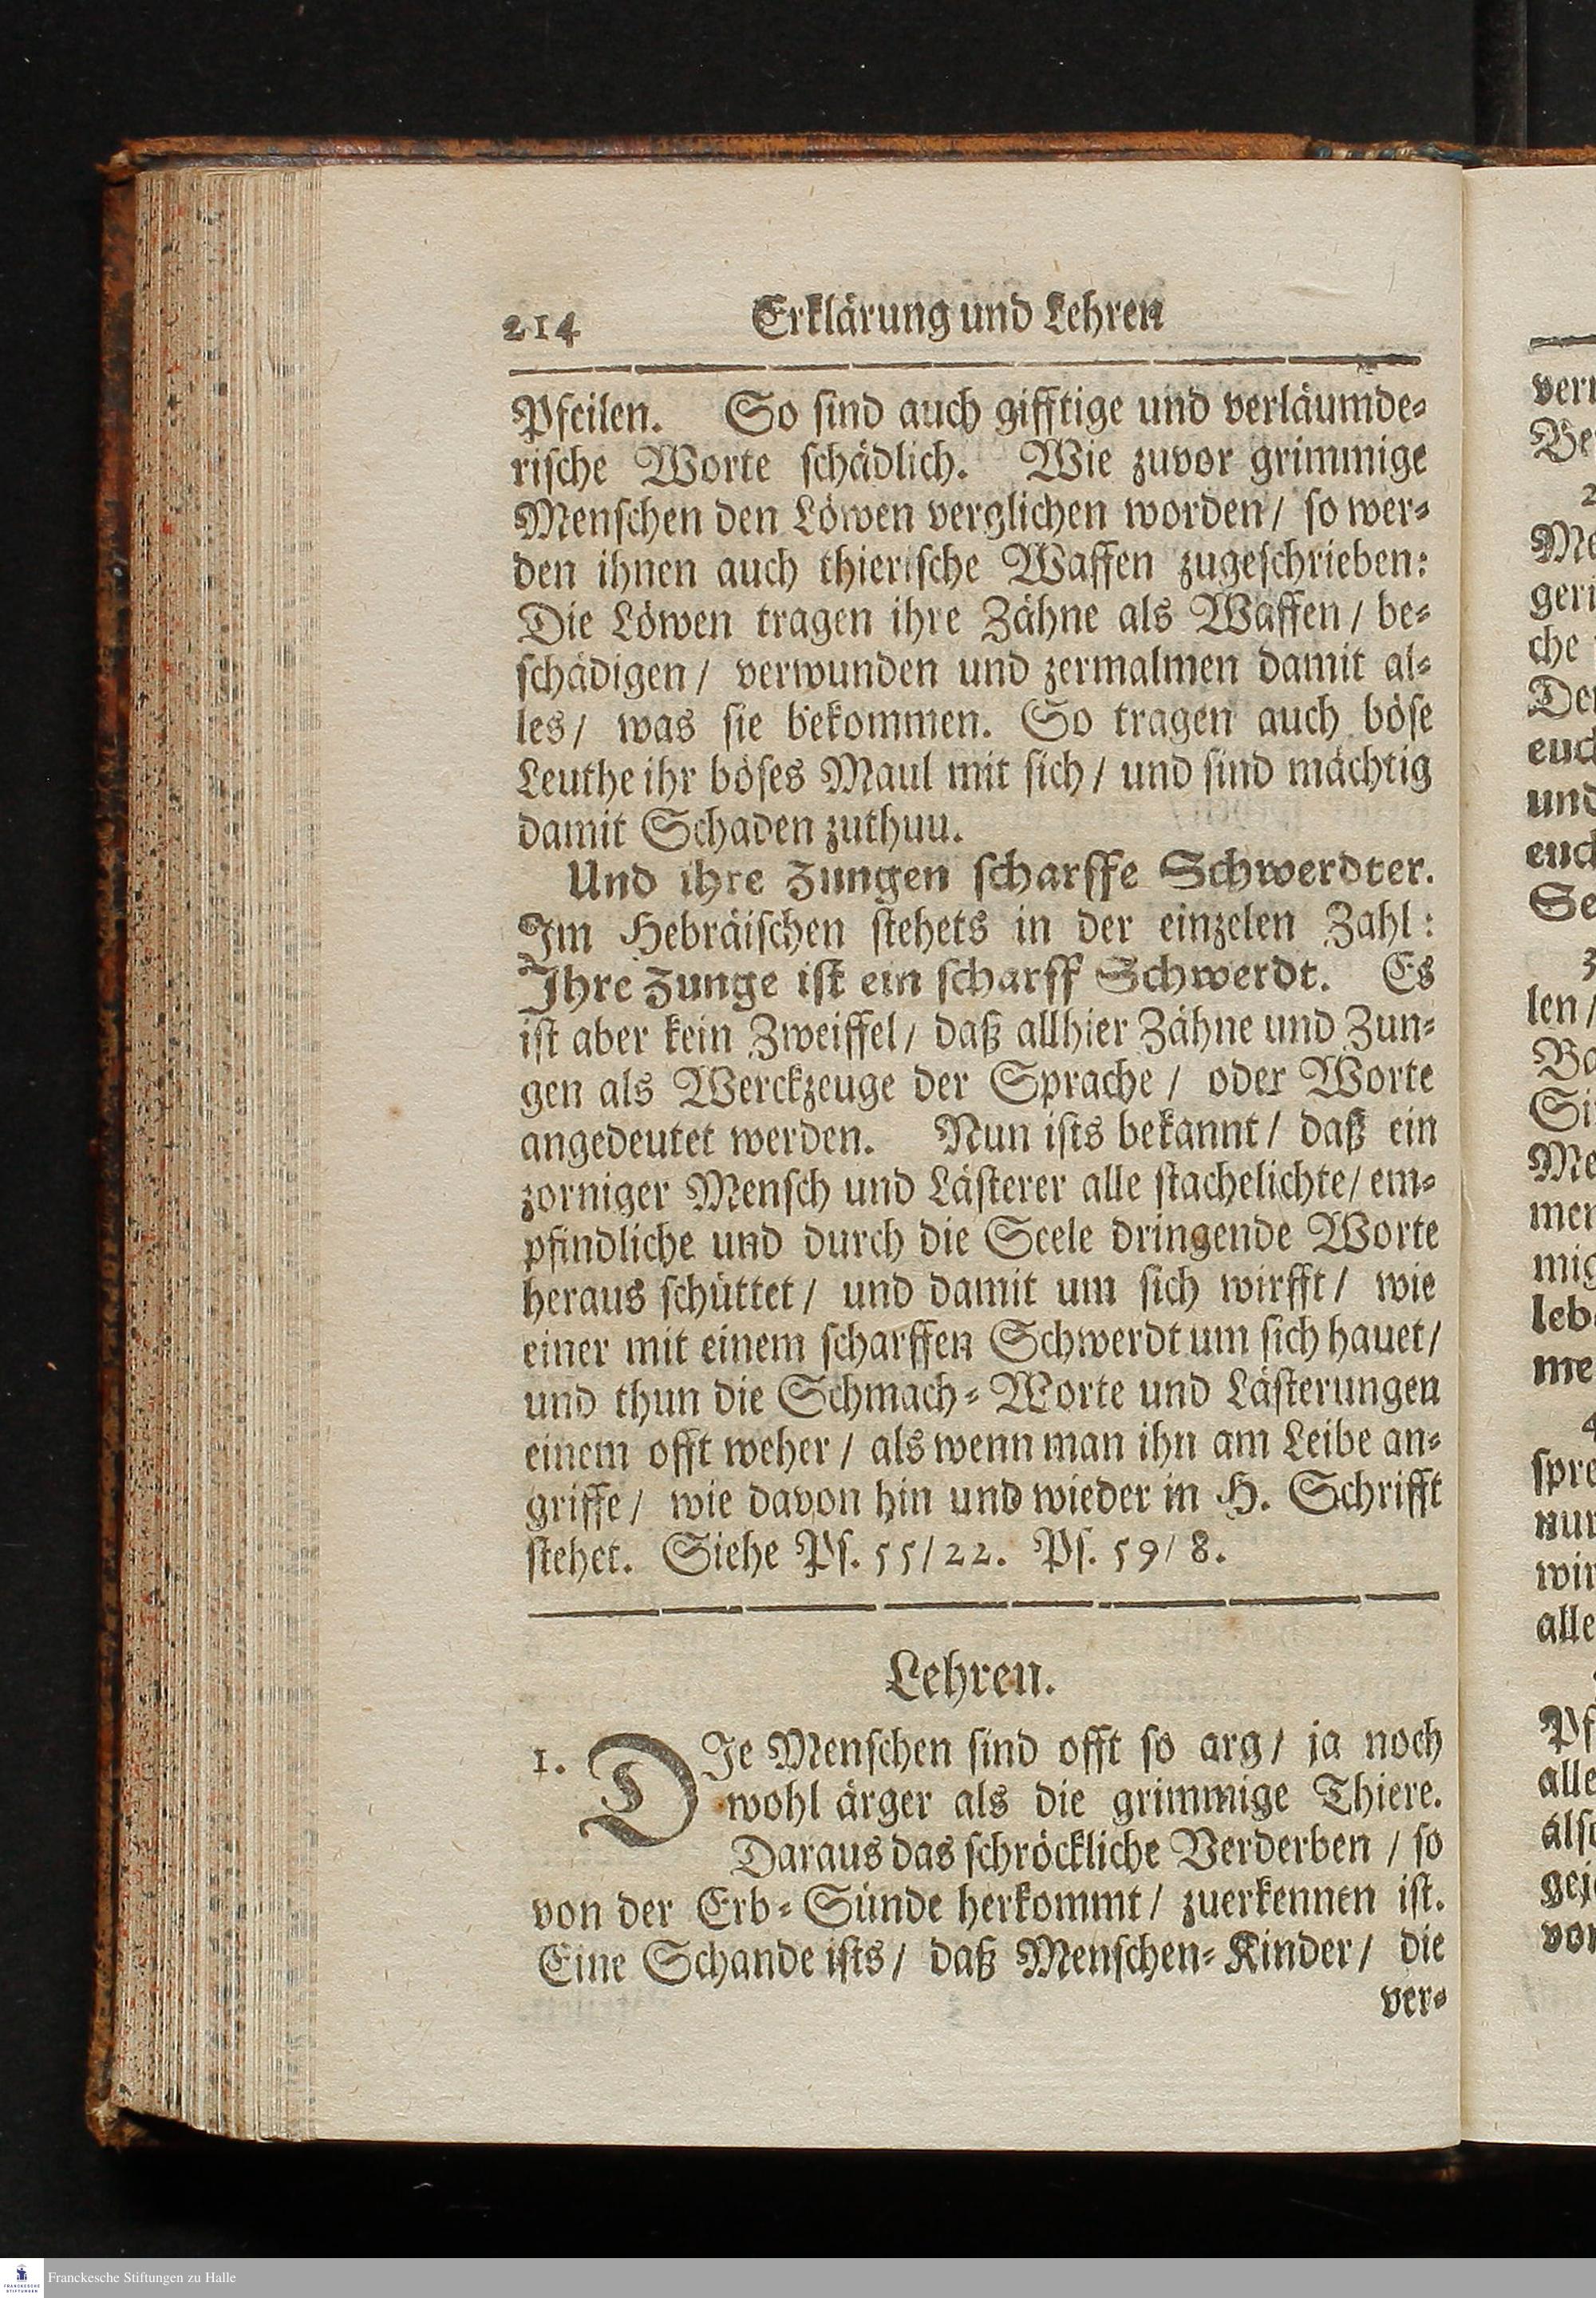 214 Erklärung und Lehren
Pfeilen. So sind auch gifftige und verläumde-
rische Worte schädlich. Wie zuvor grimmige
Menschen den Löwen verglichen worden/ so wer-
den ihnen auch thierische Waffen zugeschrieben:
Die Löwen tragen ihre Zähne als Waffen/ be-
schädigen/ verwunden und zermalmen damit al-
les/ was sie bekommen. So tragen auch böse
Leuthe ihr böses Maul mit sich/ und sind mächtig
damit Schaden zuthuu.
Und ihre Zungen scharffe Schwerdter.
Im Hebräischen stehets in der einzelen Zahl:
Ihre Zunge ist ein scharff Schwerdt. Es
ist aber kein Zweiffel/ daß allhier Zähne und Zun-
gen als Werckzeuge der Sprache/ oder Worte
angedeutet werden. Nun ists bekannt/ daß ein
zorniger Mensch und Lästerer alle stachelichte/ em-
pfindliche und durch die Seele dringende Worte
heraus schüttet/ und damit um sich wirfft/ wie
einer mit einem scharffen Schwerdt um sich hauet/
und thun die Schmach-Worte und Lästerungen
einem offt weher/ als wenn man ihn am Leibe an-
griffe/ wie davon hin und wieder in H. Schrifft
stehet. Siehe Ps. 55/22. Ps. 59/8.
Lehren.
1. DIe Menschen sind offt so arg/ ja noch
wohl ärger als die grimmige Thiere.
Daraus das schröckliche Verderben/ so
von der Erb-Sünde herkommt/ zuerkennen ist.
Eine Schande ists/ daß Menschen-Kinder/ die
ver-
Franckesche Stiftungen zu Halle